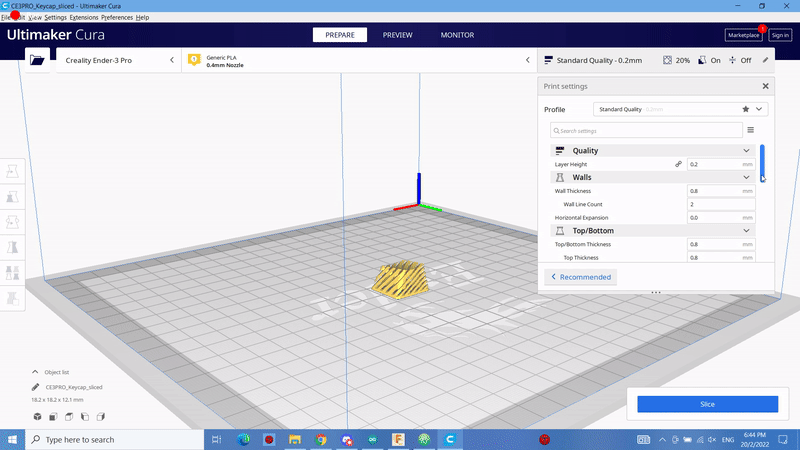 CE3PRO_Keycap_sliced - Ultimaker Cura
File Edit View Settings Extensions Preferences Help
Ultimaker Cura
PREPARE PREVIEW MONITOR
Marketplace 1 Sign in
Creality Ender-3 Pro
1 Generic PLA
0.4mm Nozzle
Standard Quality - 0.2mm 20% On Off
Print settings
Profile Standard Quality 0.2mm
Search settings
Quality
Layer Height 0.2 mm
Walls
Wall Thickness 0.8 mm
Wall Line Count 2
Horizontal Expansion 0.0 mm
Top/Bottom
Top/Bottom Thickness 0.8 mm
Top Thickness 0.8 mm
Recommended
Object list
CE3PRO_Keycap_sliced
18.2 x 18.2 x 12.1 mm
Slice
Type here to search
ENG
6:44 PM
20/2/2022